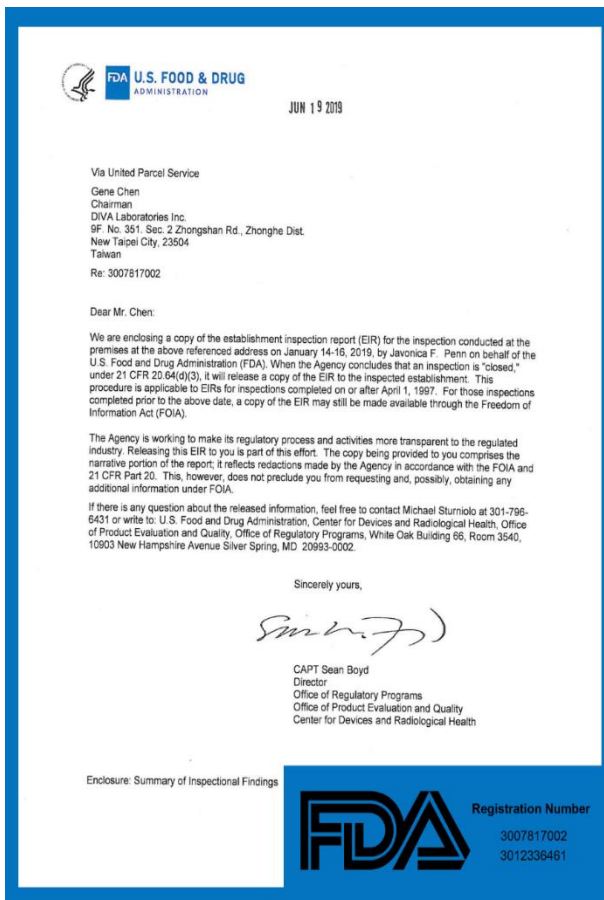 FDA U.S. FOOD & DRUG
ADMINISTRATION
JUN 19 2019
Via United Parcel Service
Gene Chen
Chairman
DIVA Laboratories Inc.
9F. No. 351. Sec. 2 Zhongshan Rd., Zhonghe Dist.
New Taipei City, 23504
Taiwan
Re: 3007817002
Dear Mr. Chen:
We are enclosing a copy of the establishment inspection report (EIR) for the inspection conducted at the
premises at the above referenced address on January 14-16, 2019, by Javonica F. Penn on behalf of the
U.S. Food and Drug Administration (FDA). When the Agency concludes that an inspection is "closed,"
under 21 CFR 20.64(d)(3), it will release a copy of the EIR to the inspected establishment. This
procedure is applicable to EIRs for inspections completed on or after April 1, 1997. For those inspections
completed prior to the above date, a copy of the EIR may still be made available through the Freedom of
Information Act (FOIA).
The Agency is working to make its regulatory process and activities more transparent to the regulated
industry. Releasing this EIR to you is part of this effort. The copy being provided to you comprises the
narrative portion of the report; it reflects redactions made by the Agency in accordance with the FOIA and
21 CFR Part 20. This, however, does not preclude you from requesting and, possibly, obtaining any
additional information under FOIA.
If there is any question about the released information, feel free to contact Michael Sturniolo at 301-796-
6431 or write to: U.S. Food and Drug Administration, Center for Devices and Radiological Health, Office
of Product Evaluation and Quality, Office of Regulatory Programs, White Oak Building 66, Room 3540,
10903 New Hampshire Avenue Silver Spring, MD 20993-0002.
Sincerely yours,
CAPT Sean Boyd
Director
Office of Regulatory Programs
Office of Product Evaluation and Quality
Center for Devices and Radiological Health
Enclosure: Summary of Inspectional Findings
FDA
Registration Number
3007817002
3012336461